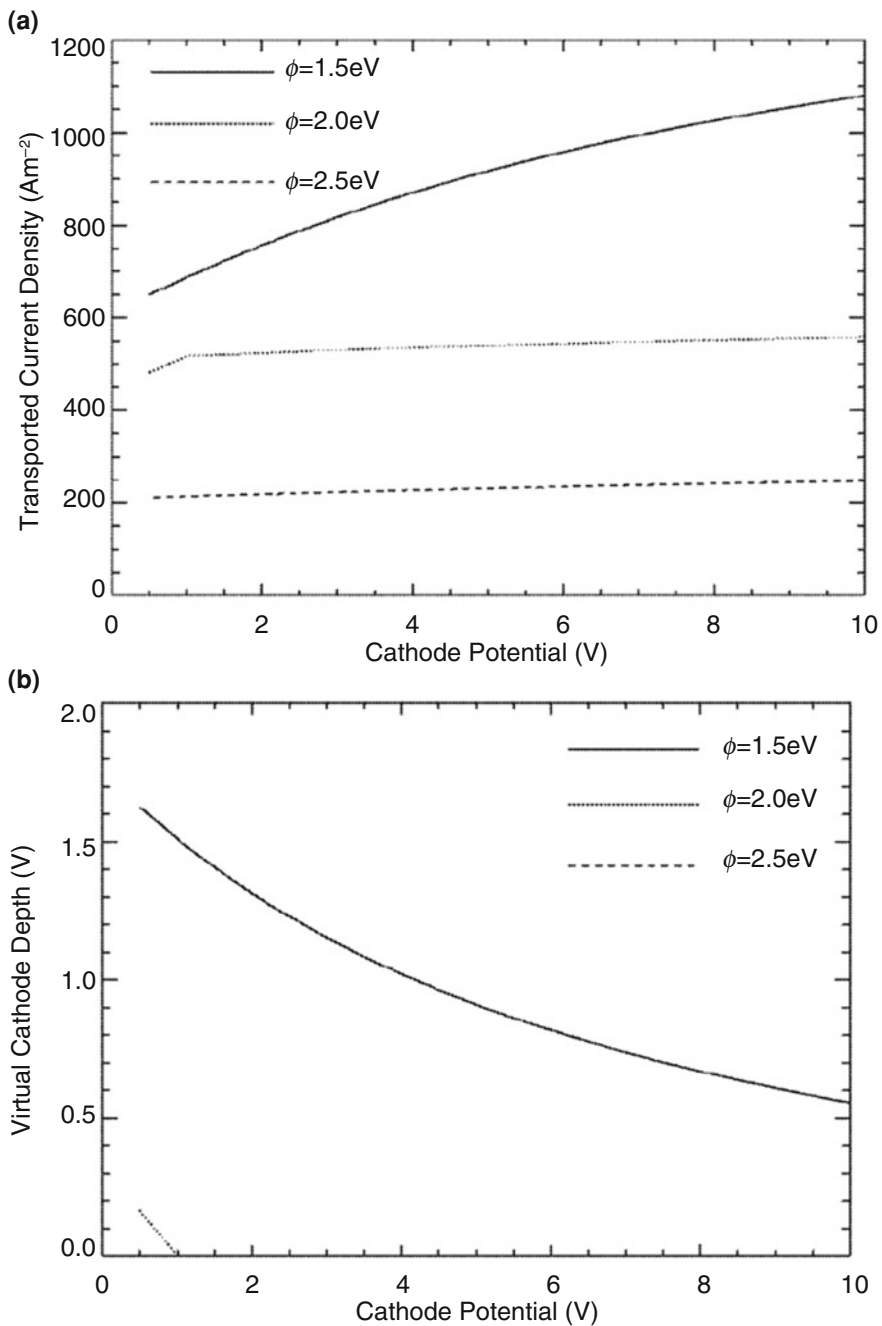 (a)
1200
1000
800
600
400
200
0
Transported Current Density (Am⁻²)
ϕ=1.5eV
ϕ=2.0eV
ϕ=2.5eV
0 2 4 6 8 10
Cathode Potential (V)
(b)
2.0
1.5
1.0
0.5
0.0
Virtual Cathode Depth (V)
ϕ=1.5eV
ϕ=2.0eV
ϕ=2.5eV
0 2 4 6 8 10
Cathode Potential (V)